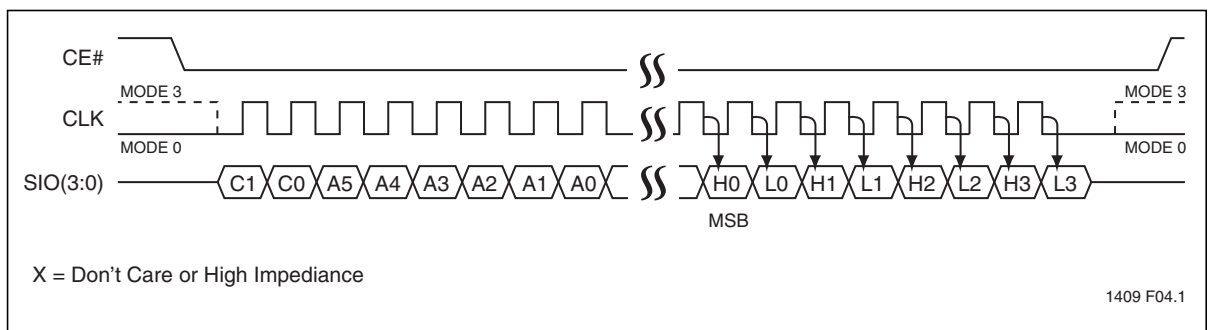 CE#
MODE 3
MODE 3
CLK
MODE 0
MODE 0
SIO(3:0)
C1 C0 A5 A4 A3 A2 A1 A0 H0 L0 H1 L1 H2 L2 H3 L3
MSB
X = Don't Care or High Impediance
1409 F04.1